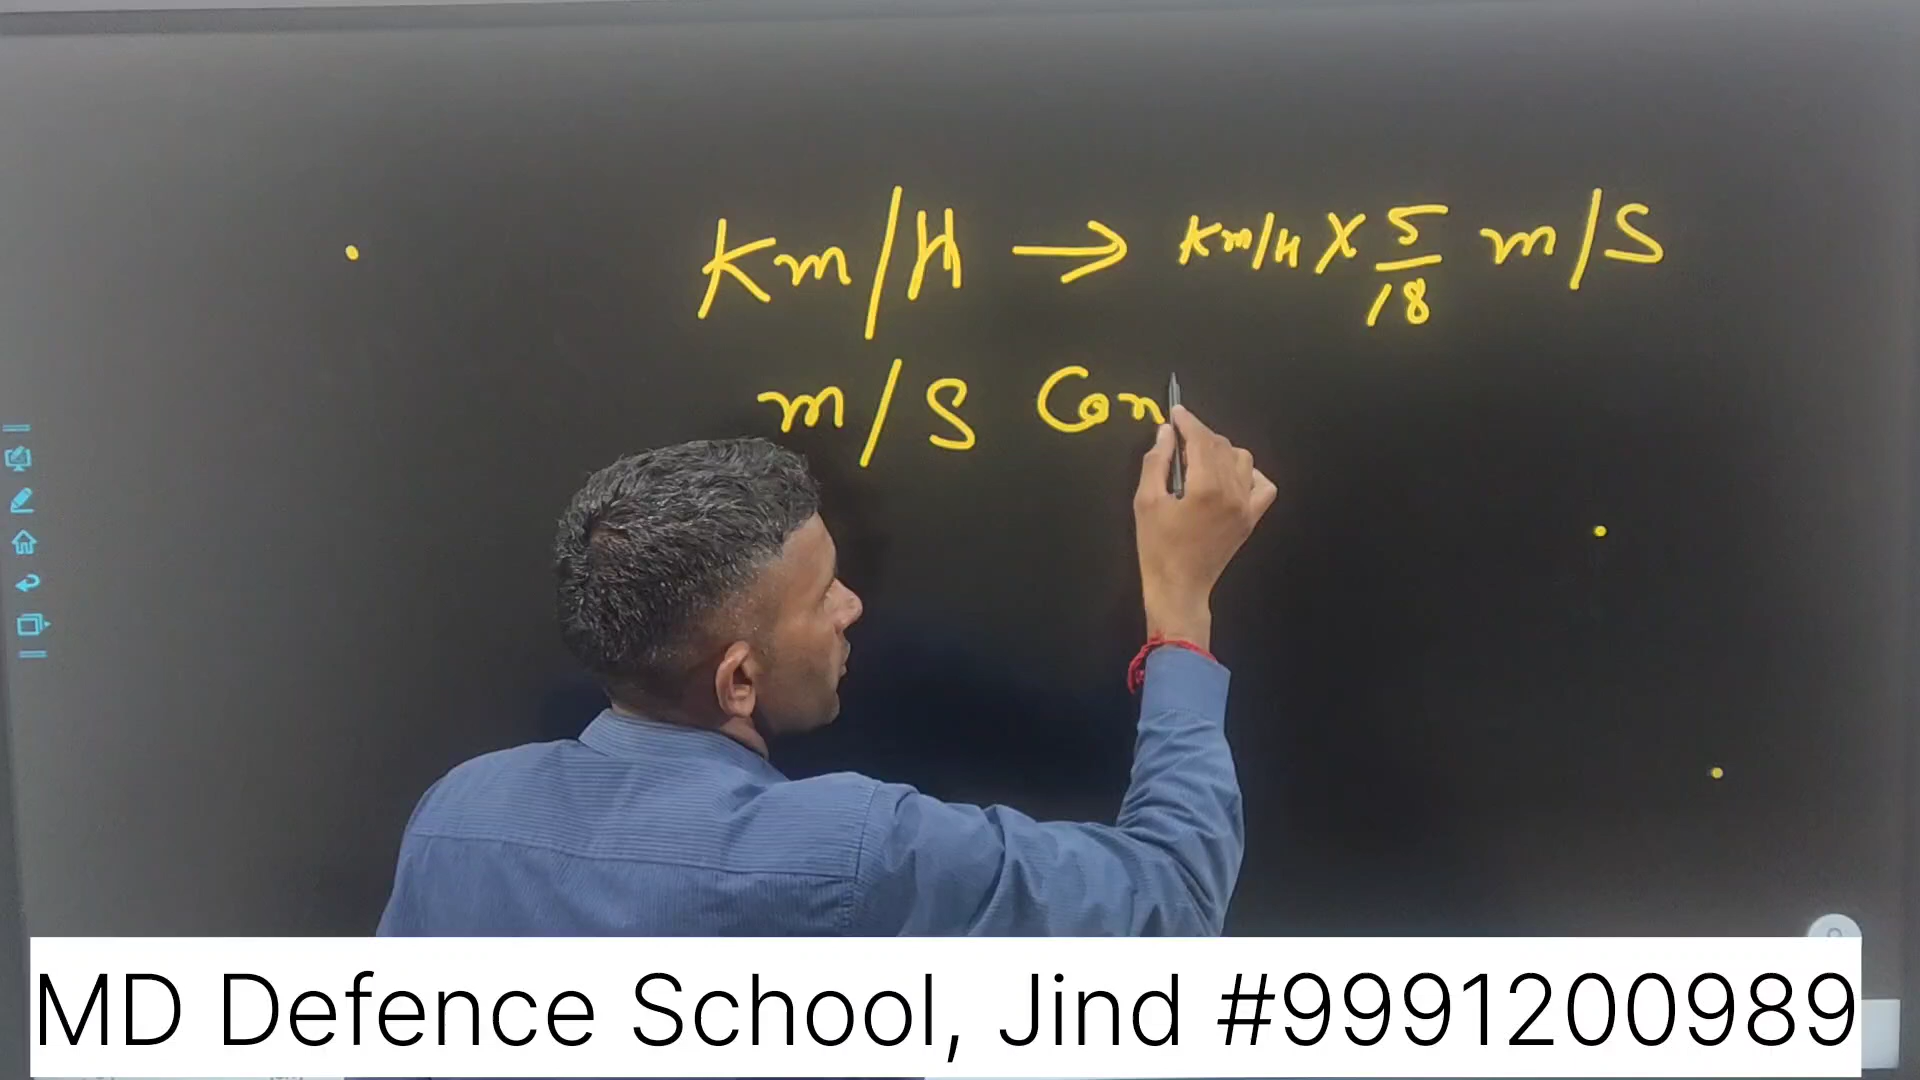 Km/H → Km/H × 5/18 m/S
m/S Con
MD Defence School, Jind #9991200989